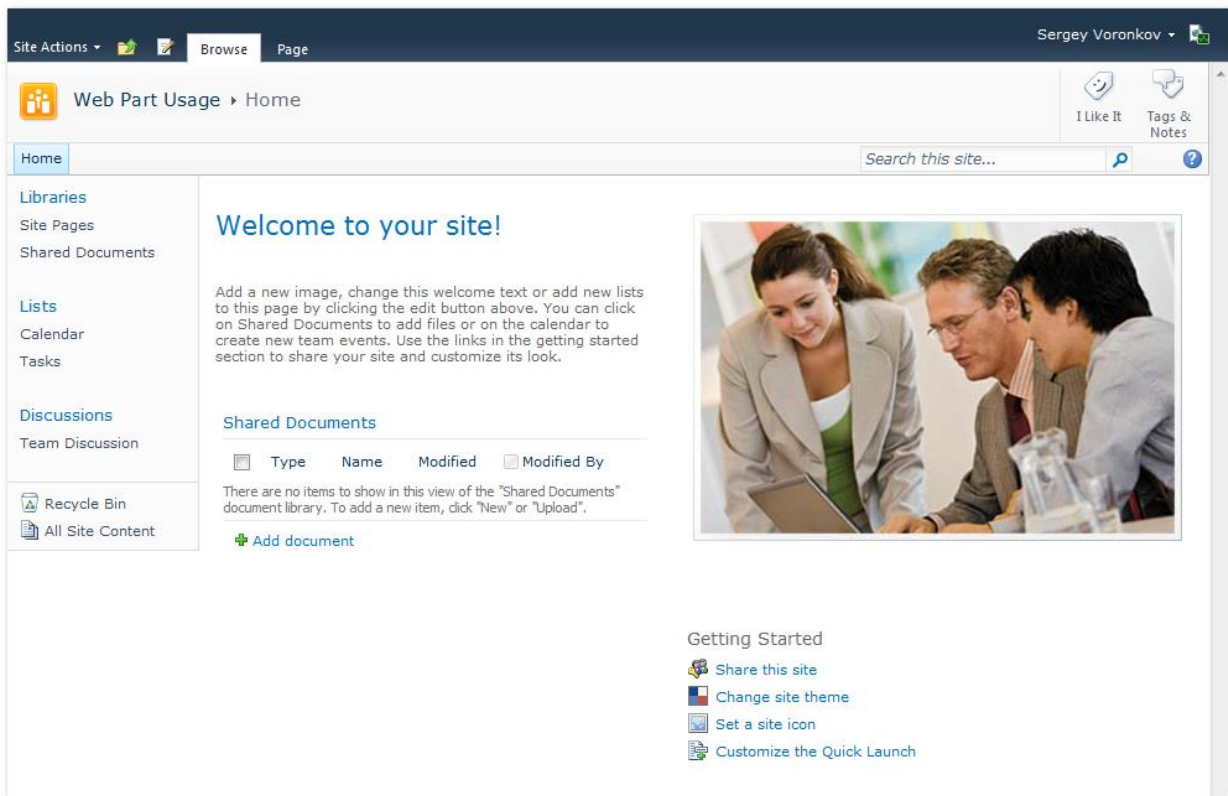 Site Actions Browse Page Sergey Voronkov
Web Part Usage Home
I Like It
Tags &
Notes
Home
Search this site...
Libraries
Site Pages
Shared Documents
Lists
Calendar
Tasks
Discussions
Team Discussion
Recycle Bin
All Site Content
Welcome to your site!
Add a new image, change this welcome text or add new lists
to this page by clicking the edit button above. You can click
on Shared Documents to add files or on the calendar to
create new team events. Use the links in the getting started
section to share your site and customize its look.
Shared Documents
Type Name Modified Modified By
There are no items to show in this view of the "Shared Documents"
document library. To add a new item, click "New" or "Upload".
Add document
Getting Started
Share this site
Change site theme
Set a site icon
Customize the Quick Launch